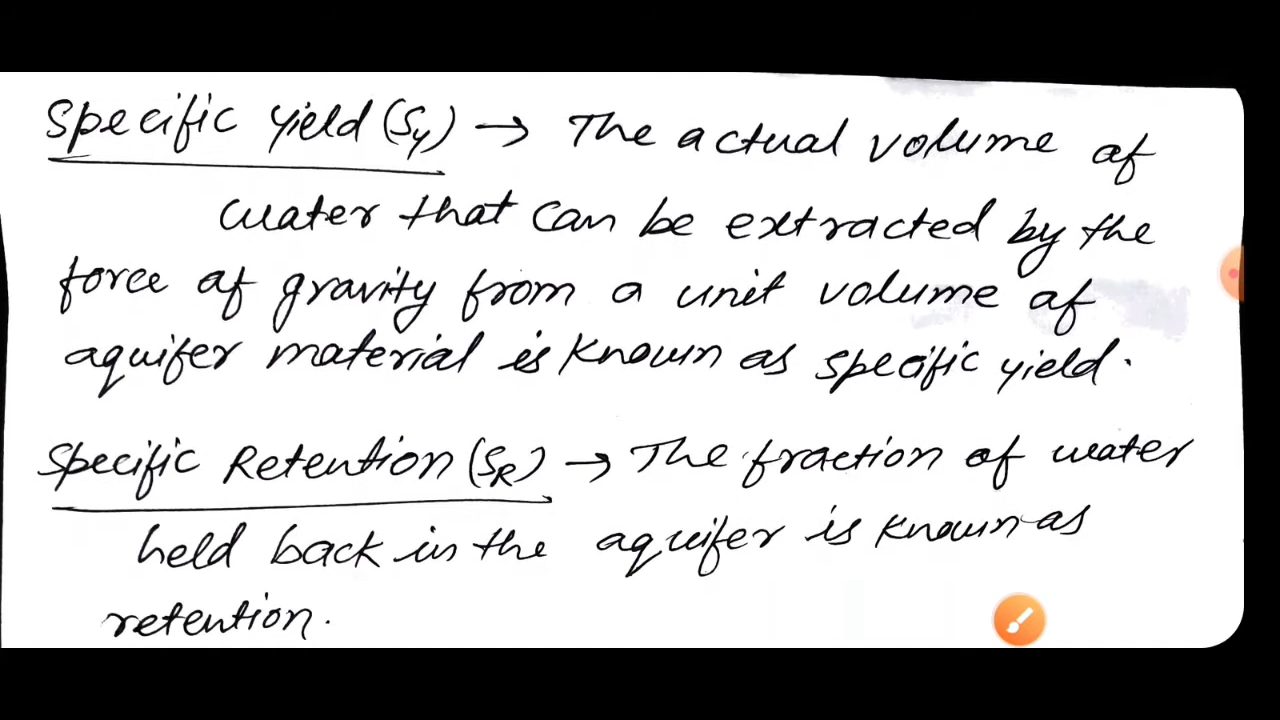 Specific Yield (Sy) → The actual volume of
water that can be extracted by the
force of gravity from a unit volume of
aquifer material is known as specific yield.
Specific Retention (SR) → The fraction of water
held back in the aquifer is known as
retention.